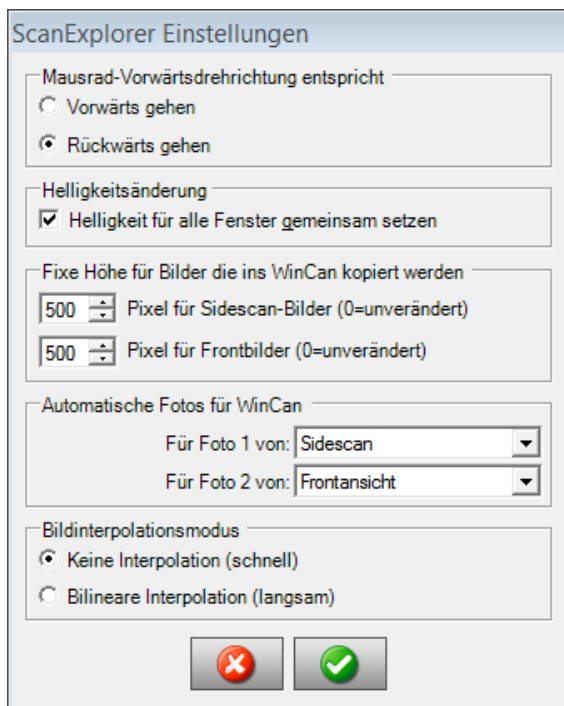 ScanExplorer Einstellungen
Mausrad-Vorwärtsdrehrichtung entspricht
Vorwärts gehen
Rückwärts gehen
Helligkeitsänderung
Helligkeit für alle Fenster gemeinsam setzen
Fixe Höhe für Bilder die ins WinCan kopiert werden
500 Pixel für Sidescan-Bilder (0=unverändert)
500 Pixel für Frontbilder (0=unverändert)
Automatische Fotos für WinCan
Für Foto 1 von: Sidescan
Für Foto 2 von: Frontansicht
Bildinterpolationsmodus
Keine Interpolation (schnell)
Bilineare Interpolation (langsam)